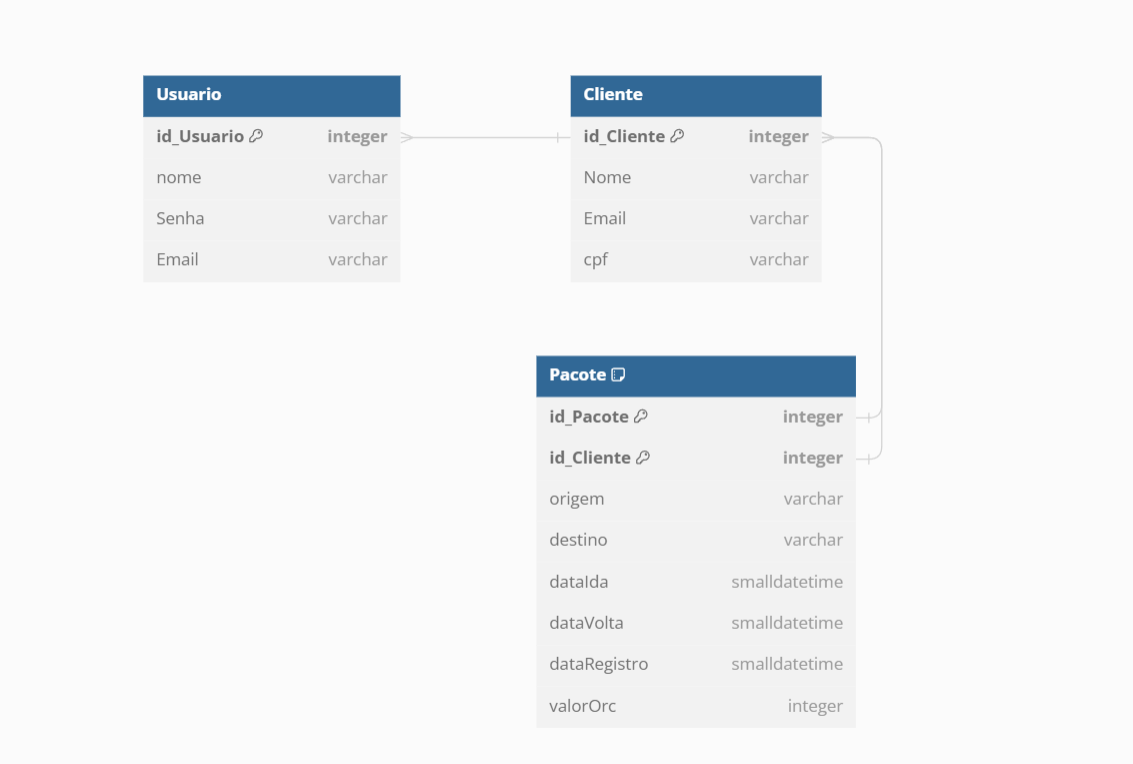 Usuario
id_Usuario integer
nome varchar
Senha varchar
Email varchar
Cliente
id_Cliente integer
Nome varchar
Email varchar
cpf varchar
Pacote
id_Pacote integer
id_Cliente integer
origem varchar
destino varchar
dataIda smalldatetime
dataVolta smalldatetime
dataRegistro smalldatetime
valorOrc integer